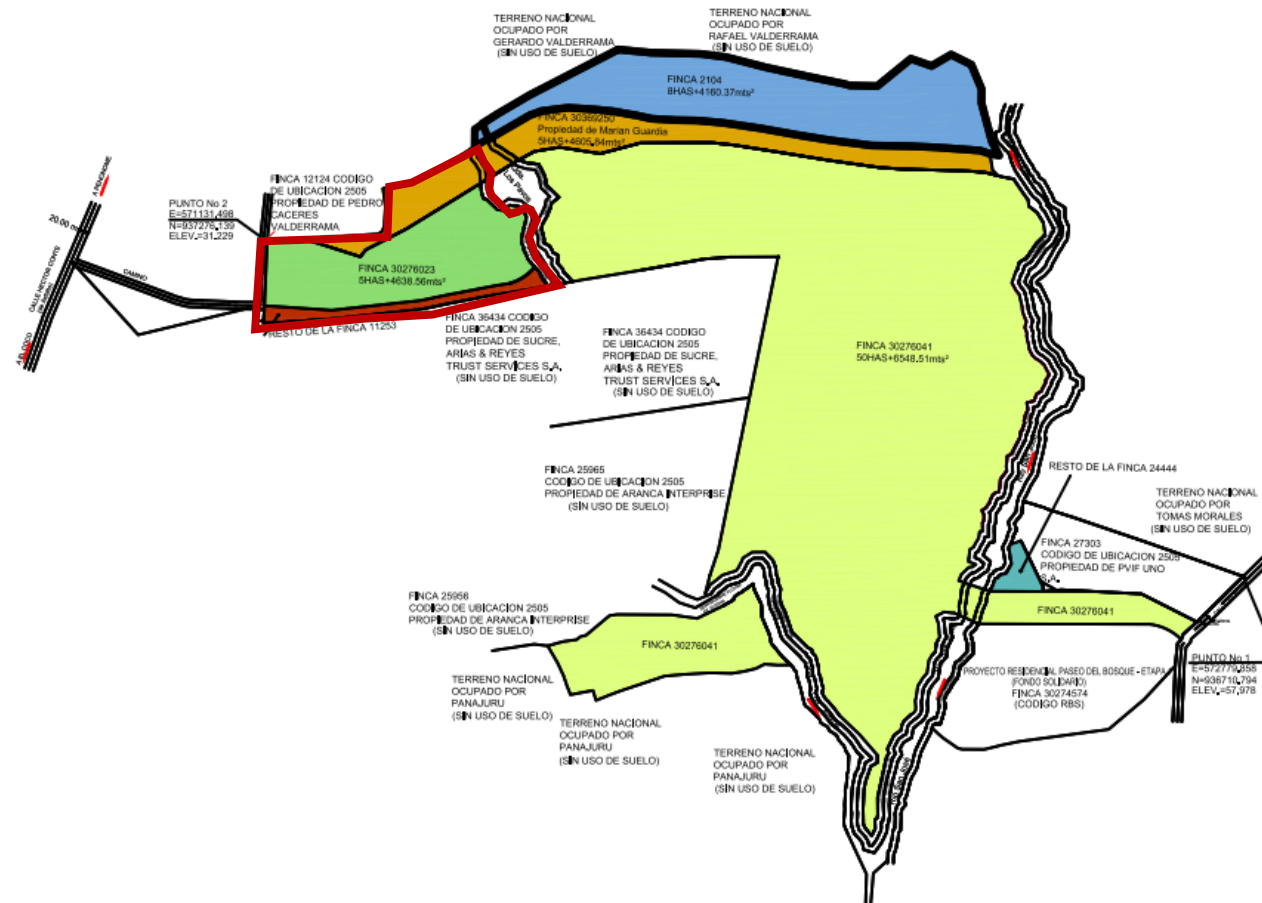 TERRENO NACIONAL
OCUPADO POR
GERARDO VALDERRAMA
(SIN USO DE SUELO)
TERRENO NACIONAL
OCUPADO POR
RAFAEL VALDERRAMA
(SIN USO DE SUELO)
FINCA 2104
8HAS+4160.37mts²
FINCA 30369250
Propiedad de Marian Guardia
5HAS+4605.84mts²
Qda.
Los Pavos
A PENONOME
20.00 m
CALLE HECTOR CONTE
A EL COCO
CAMINO
PUNTO No 2
E=571131.498
N=937276.139
ELEV.=31.229
FINCA 12124 CODIGO
DE UBICACION 2505
PROPIEDAD DE PEDRO
CACERES
VALDERRAMA
FINCA 30276023
5HAS+4638.56mts²
RESTO DE LA FINCA 11253
FINCA 36434 CODIGO
DE UBICACION 2505
PROPIEDAD DE SUCRE,
ARIAS & REYES
TRUST SERVICES S.A.
(SIN USO DE SUELO)
FINCA 36434 CODIGO
DE UBICACION 2505
PROPIEDAD DE SUCRE,
ARIAS & REYES
TRUST SERVICES S.A.
(SIN USO DE SUELO)
FINCA 30276041
50HAS+6548.51mts²
FINCA 25965
CODIGO DE UBICACION 2505
PROPIEDAD DE ARANCA INTERPRISE
(SIN USO DE SUELO)
RESTO DE LA FINCA 24444
TERRENO NACIONAL
OCUPADO POR
TOMAS MORALES
(SIN USO DE SUELO)
FINCA 27303
CODIGO DE UBICACION 2505
PROPIEDAD DE PVIF UNO
S.A.
FINCA 30276041
FINCA 25956
CODIGO DE UBICACION 2505
PROPIEDAD DE ARANCA INTERPRISE
(SIN USO DE SUELO)
FINCA 30276041
PUNTO No 1
E=572779.858
N=936710.794
ELEV.=57,978
PROYECTO RESIDENCIAL PASEO DEL BOSQUE - ETAPA
(FONDO SOLIDARIO)
FINCA 30274574
(CODIGO RBS)
TERRENO NACIONAL
OCUPADO POR
PANAJURU
(SIN USO DE SUELO)
TERRENO NACIONAL
OCUPADO POR
PANAJURU
(SIN USO DE SUELO)
TERRENO NACIONAL
OCUPADO POR
PANAJURU
(SIN USO DE SUELO)